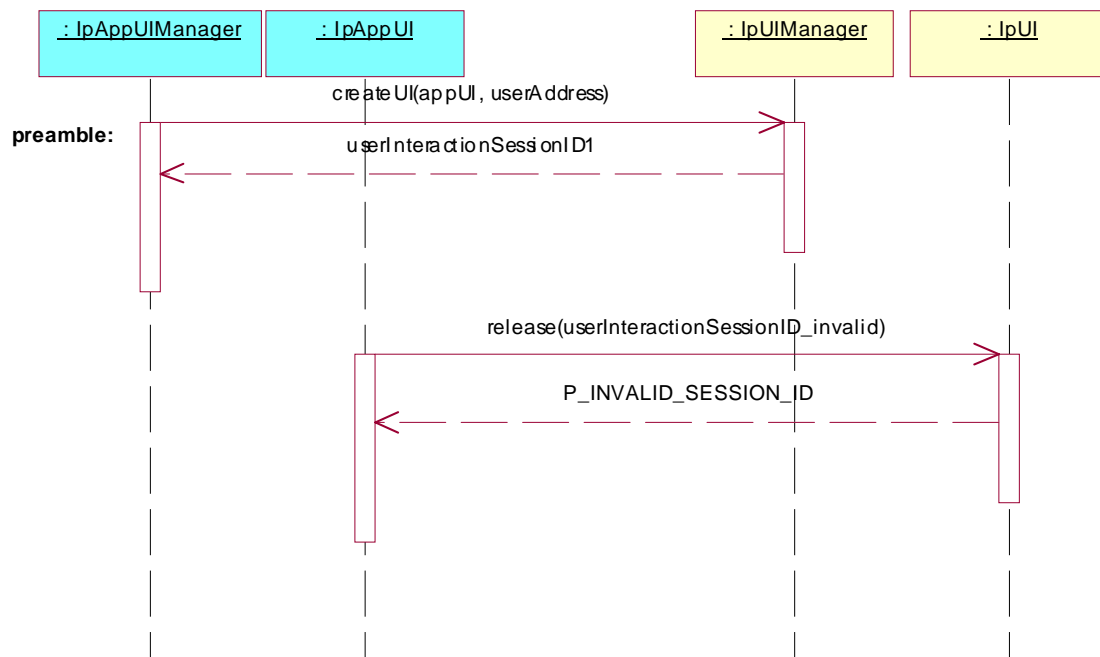 : IpAppUIManager
: IpAppUI
: IpUIManager
: IpUI
createUI(appUI, userAddress)
preamble:
userInteractionSessionID1
release(userInteractionSessionID_invalid)
P_INVALID_SESSION_ID